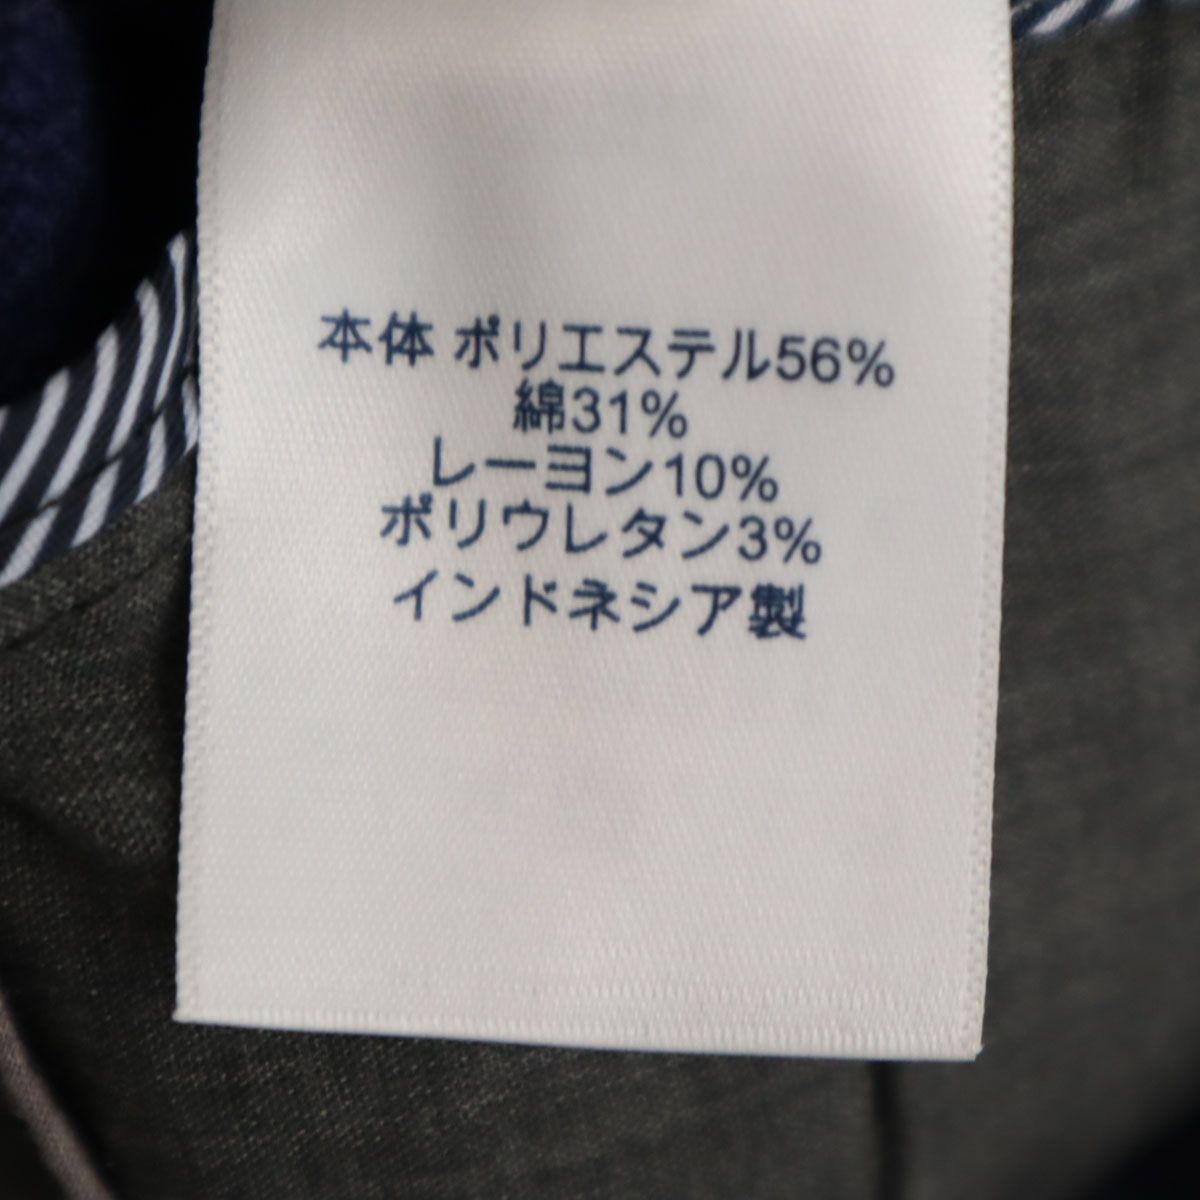 本体 ポリエステル56%
綿31%
レーヨン10%
ポリウレタン3%
インドネシア製